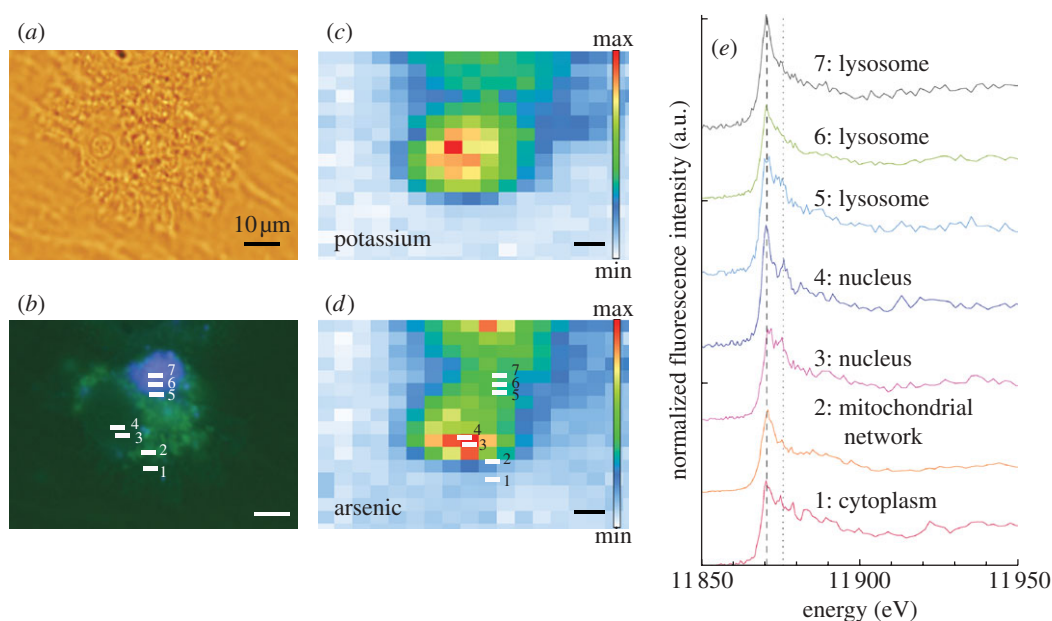 (a)
10 µm
(b)
7
6
5
4
3
2
1
(c)
max
potassium
min
(d)
max
7
6
5
4
3
2
1
arsenic
min
(e)
7: lysosome
6: lysosome
5: lysosome
4: nucleus
3: nucleus
2: mitochondrial
network
1: cytoplasm
normalized fluorescence intensity (a.u.)
11 850
11 900
11 950
energy (eV)